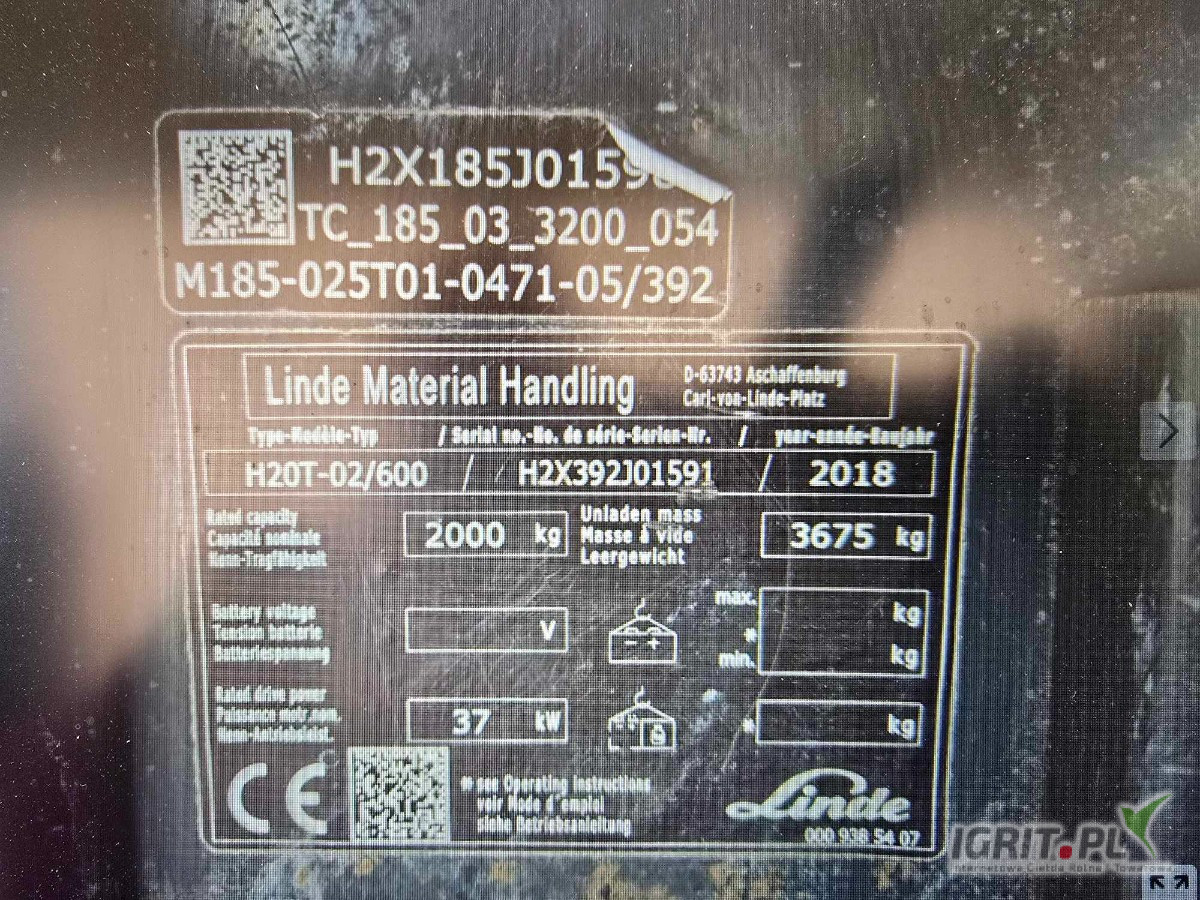 H2X185J0159
TC_185_03_3200_054
M185-025T01-0471-05/392
Linde Material Handling
D-63743 Aschaffenburg
Carl-von-Linde-Platz
Type-Modèle-Typ / Serial no.-No. de série-Serien-Nr. / year-année-Baujahr
H20T-02/600 / H2X392J01591 / 2018
Rated capacity
Capacité nominale
Nenn-Tragfähigkeit
2000 kg
Unladen mass
Masse à vide
Leergewicht
3675 kg
Battery voltage
Tension batterie
Batteriespannung
V
max. kg
*
min. kg
Rated drive power
Puissance motr.nom.
Nenn-Antriebsleist.
37 kW
* kg
CE
* see Operating Instructions
voir Mode d'emploi
siehe Betriebsanleitung
Linde
000 938 54 07
IGRIT.PL